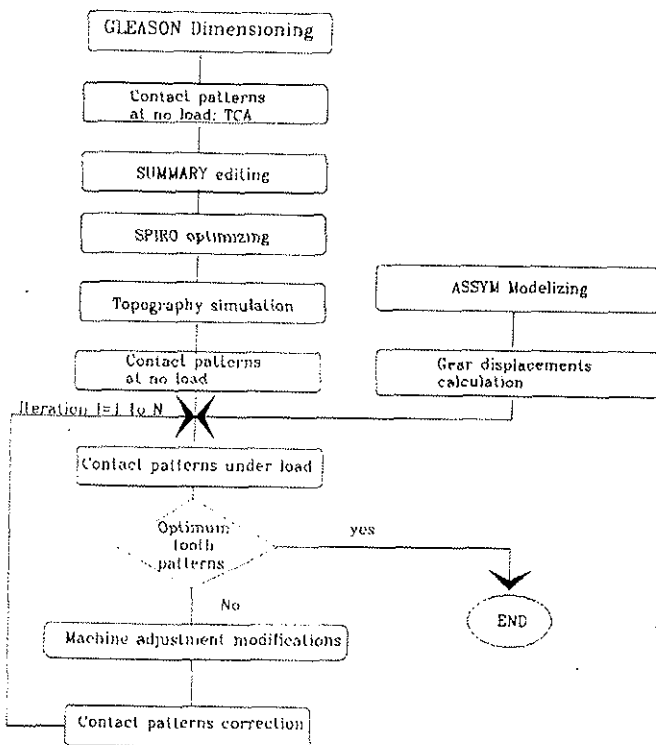 GLEASON Dimensioning
Contact patterns
at no load: TCA
SUMMARY editing
SPIRO optimizing
Topography simulation
ASSYM Modelizing
Contact patterns
at no load
Gear displacements
calculation
Iteration I=1 to N
Contact patterns under load
Optimum
tooth
patterns
yes
No
END
Machine adjustment modifications
Contact patterns correction